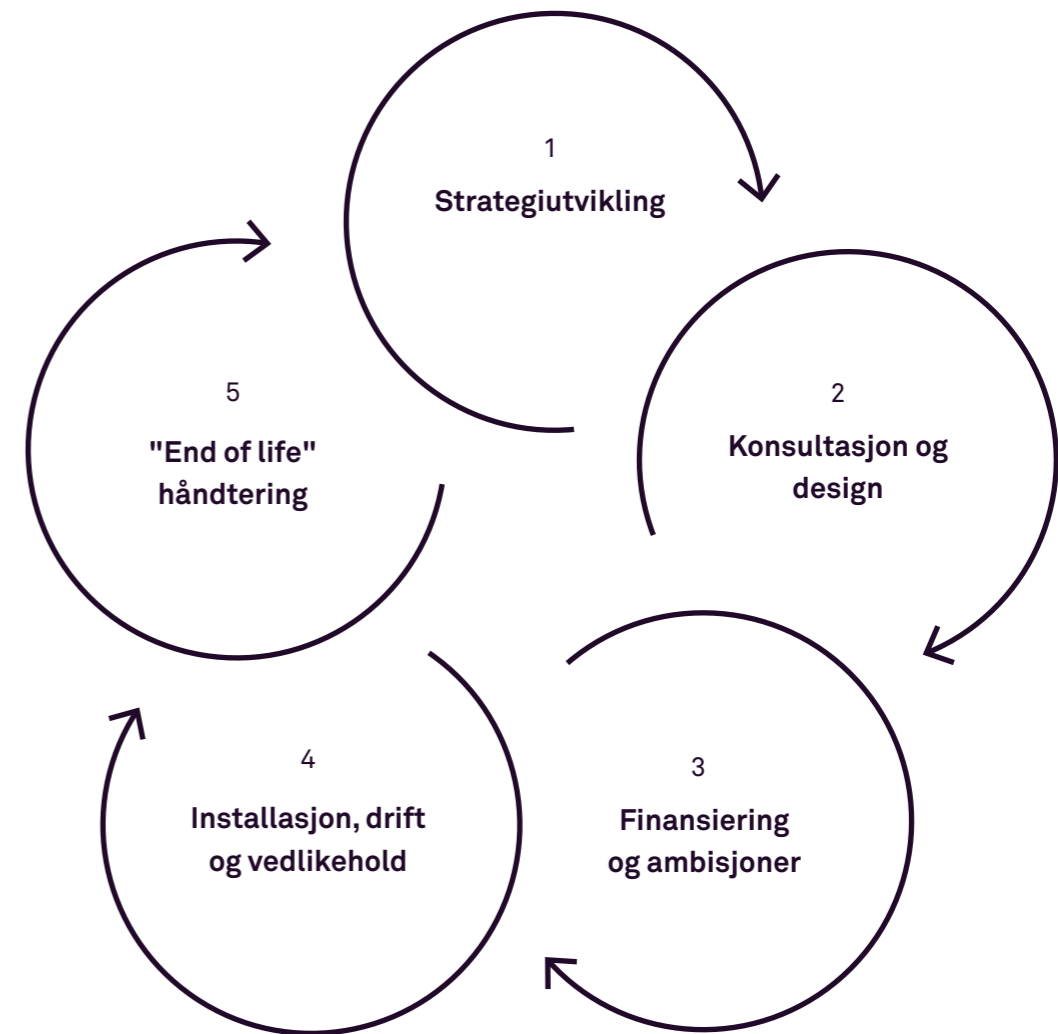 1
Strategiutvikling
2
Konsultasjon og
design
3
Finansiering
og ambisjoner
4
Installasjon, drift
og vedlikehold
5
"End of life"
håndtering